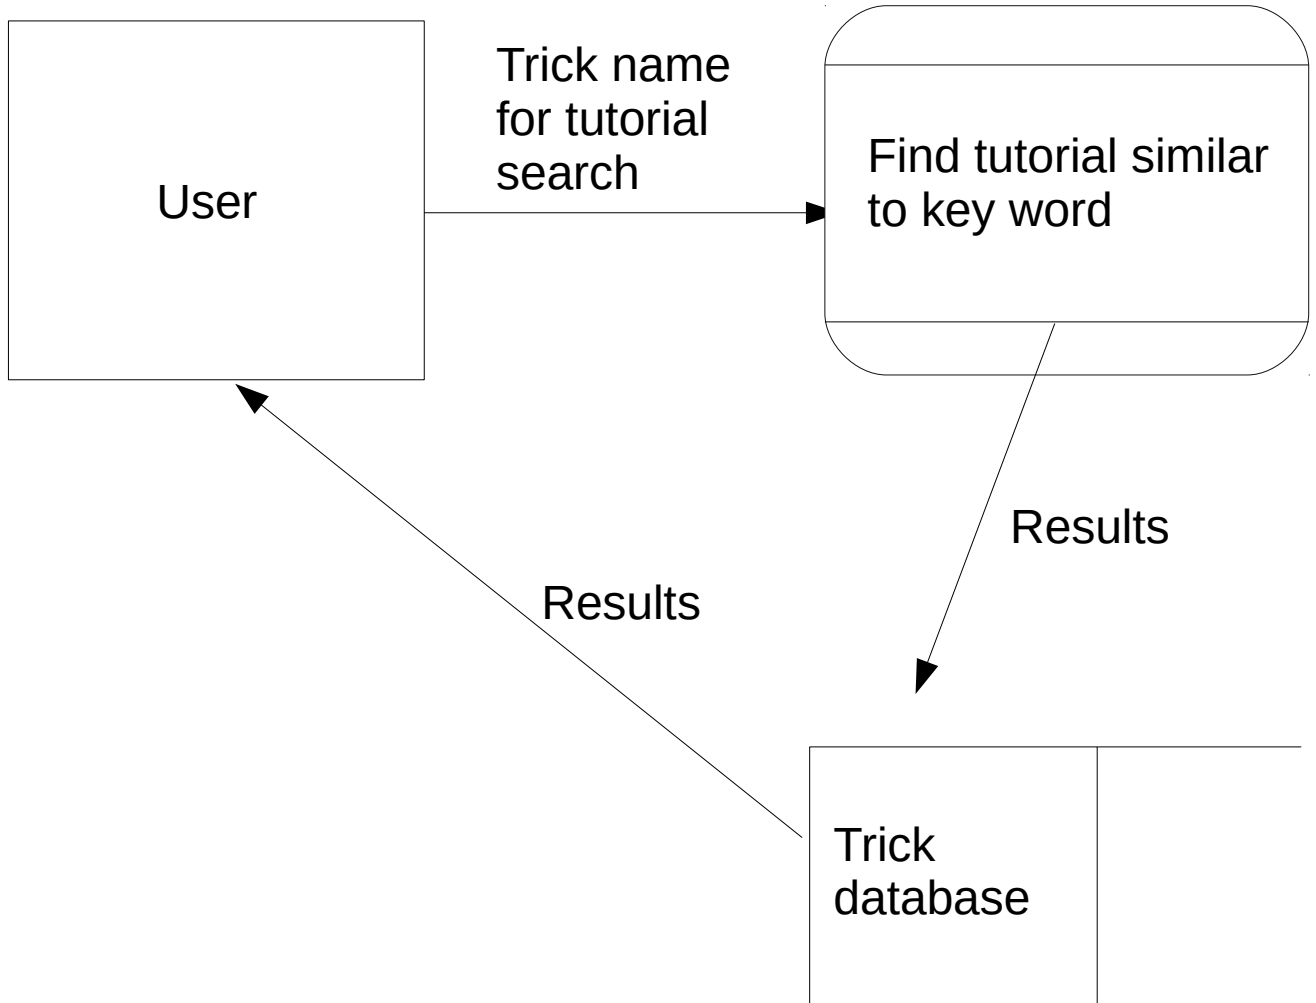 User
Trick name
for tutorial
search
Find tutorial similar
to key word
Results
Results
Trick
database